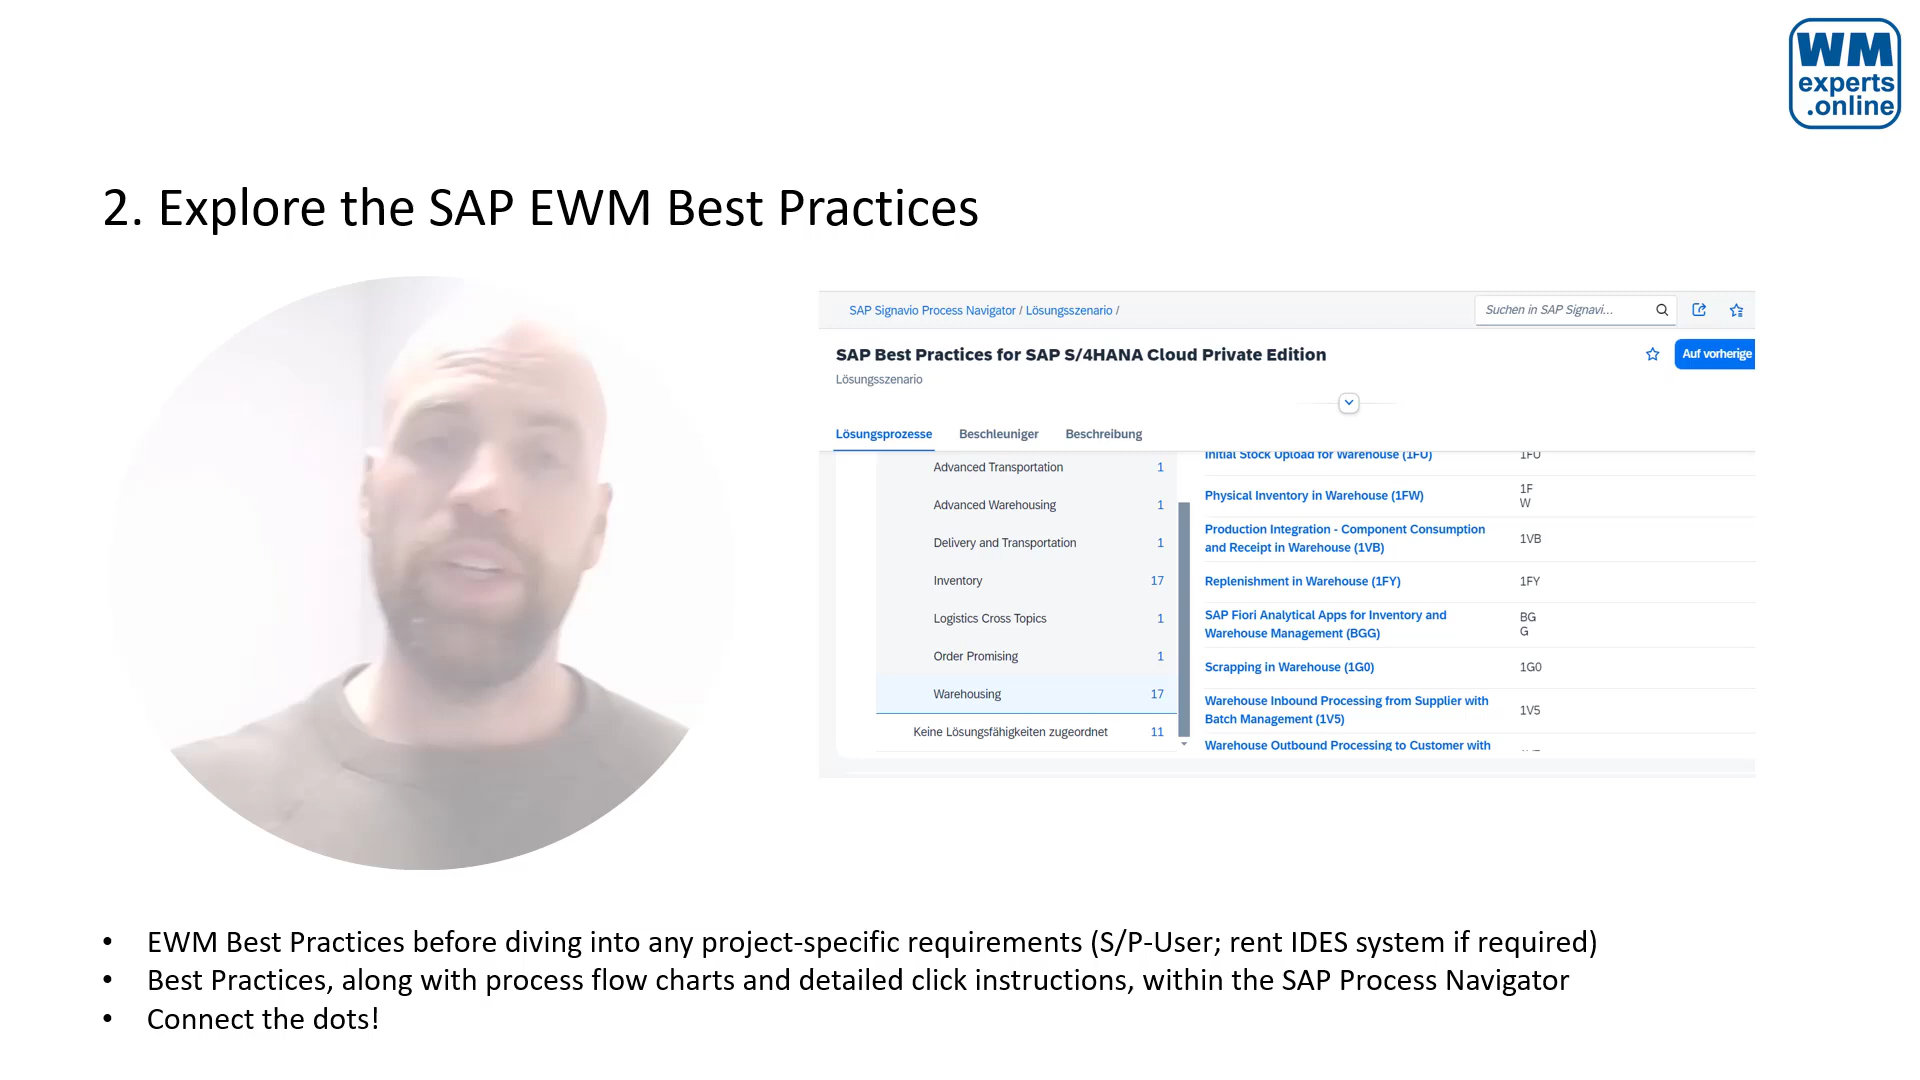 WM
experts
.online
2. Explore the SAP EWM Best Practices
SAP Signavio Process Navigator / Lösungsszenario /
Suchen in SAP Signavi...
SAP Best Practices for SAP S/4HANA Cloud Private Edition
Auf vorherige
Lösungsszenario
Lösungsprozesse Beschleuniger Beschreibung
Advanced Transportation 1
Advanced Warehousing 1
Delivery and Transportation 1
Inventory 17
Logistics Cross Topics 1
Order Promising 1
Warehousing 17
Keine Lösungsfähigkeiten zugeordnet 11
Initial Stock Upload for Warehouse (1FU) 1FU
Physical Inventory in Warehouse (1FW) 1F
W
Production Integration - Component Consumption
and Receipt in Warehouse (1VB) 1VB
Replenishment in Warehouse (1FY) 1FY
SAP Fiori Analytical Apps for Inventory and BG
Warehouse Management (BGG) G
Scrapping in Warehouse (1G0) 1G0
Warehouse Inbound Processing from Supplier with
Batch Management (1V5) 1V5
Warehouse Outbound Processing to Customer with
• EWM Best Practices before diving into any project-specific requirements (S/P-User; rent IDES system if required)
• Best Practices, along with process flow charts and detailed click instructions, within the SAP Process Navigator
• Connect the dots!